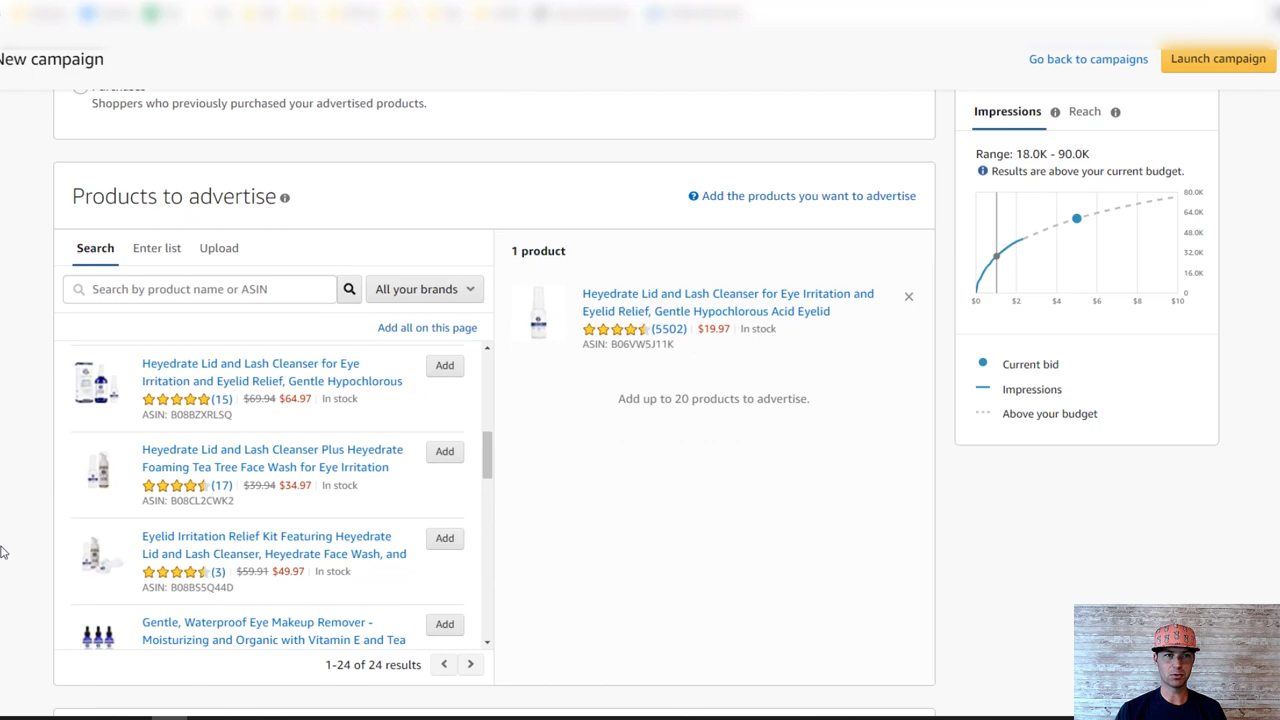 New campaign
Go back to campaigns
Launch campaign
Shoppers who previously purchased your advertised products.
Products to advertise
Add the products you want to advertise
Search
Enter list
Upload
Search by product name or ASIN
All your brands
Add all on this page
Heyedrate Lid and Lash Cleanser for Eye
Irritation and Eyelid Relief, Gentle Hypochlorous
(15) $69.94 $64.97 In stock
ASIN: B08BZXRLSQ
Add
Heyedrate Lid and Lash Cleanser Plus Heyedrate
Foaming Tea Tree Face Wash for Eye Irritation
(17) $39.94 $34.97 In stock
ASIN: B08CL2CWK2
Add
Eyelid Irritation Relief Kit Featuring Heyedrate
Lid and Lash Cleanser, Heyedrate Face Wash, and
(3) $59.91 $49.97 In stock
ASIN: B08BS5Q44D
Add
Gentle, Waterproof Eye Makeup Remover -
Moisturizing and Organic with Vitamin E and Tea
Add
1-24 of 24 results
1 product
Heyedrate Lid and Lash Cleanser for Eye Irritation and
Eyelid Relief, Gentle Hypochlorous Acid Eyelid
(5502) $19.97 In stock
ASIN: B06VW5J11K
Add up to 20 products to advertise.
Impressions
Reach
Range: 18.0K - 90.0K
Results are above your current budget.
80.0K
64.0K
48.0K
32.0K
16.0K
0
$0 $2 $4 $6 $8 $10
Current bid
Impressions
Above your budget